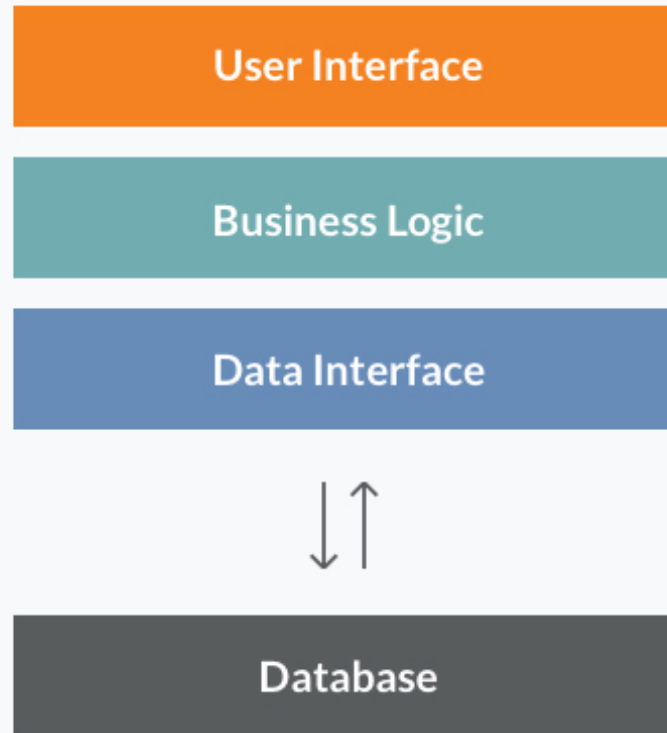 User Interface
Business Logic
Data Interface
Database